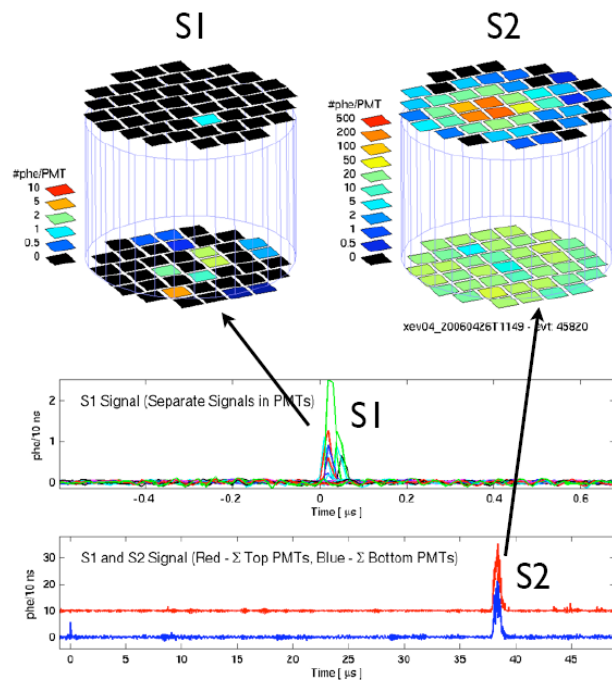 S1 S2
#phe/PMT
10
5
2
1
0.5
0
#phe/PMT
500
200
100
50
20
10
5
2
1
0.5
0
xev04_20060426T1149 - evt: 45820
S1 Signal (Separate Signals in PMTs)
S1
phe/10 ns
2
1
0
-0.4 -0.2 0 0.2 0.4 0.6
Time [ μs ]
S1 and S2 Signal (Red - Σ Top PMTs, Blue - Σ Bottom PMTs)
S2
phe/10 ns
30
20
10
0
0 5 10 15 20 25 30 35 40 45
Time [ μs ]